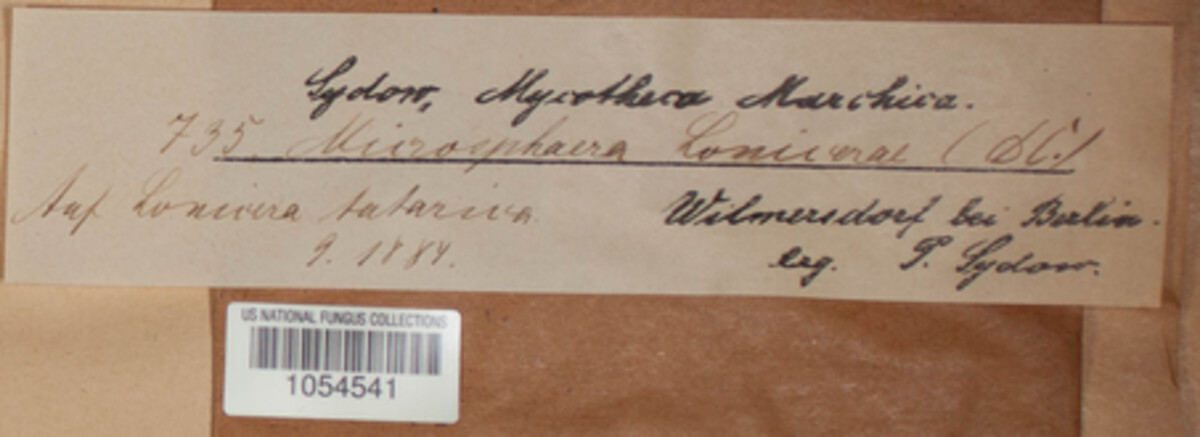 Sydow, Mycotheca Marchica.
735 Microsphaera Lonicerae (DC.)
Auf Lonicera tatarica.
9. 1884.
Wilmersdorf bei Berlin.
leg. P. Sydow.
US NATIONAL FUNGUS COLLECTIONS
1054541